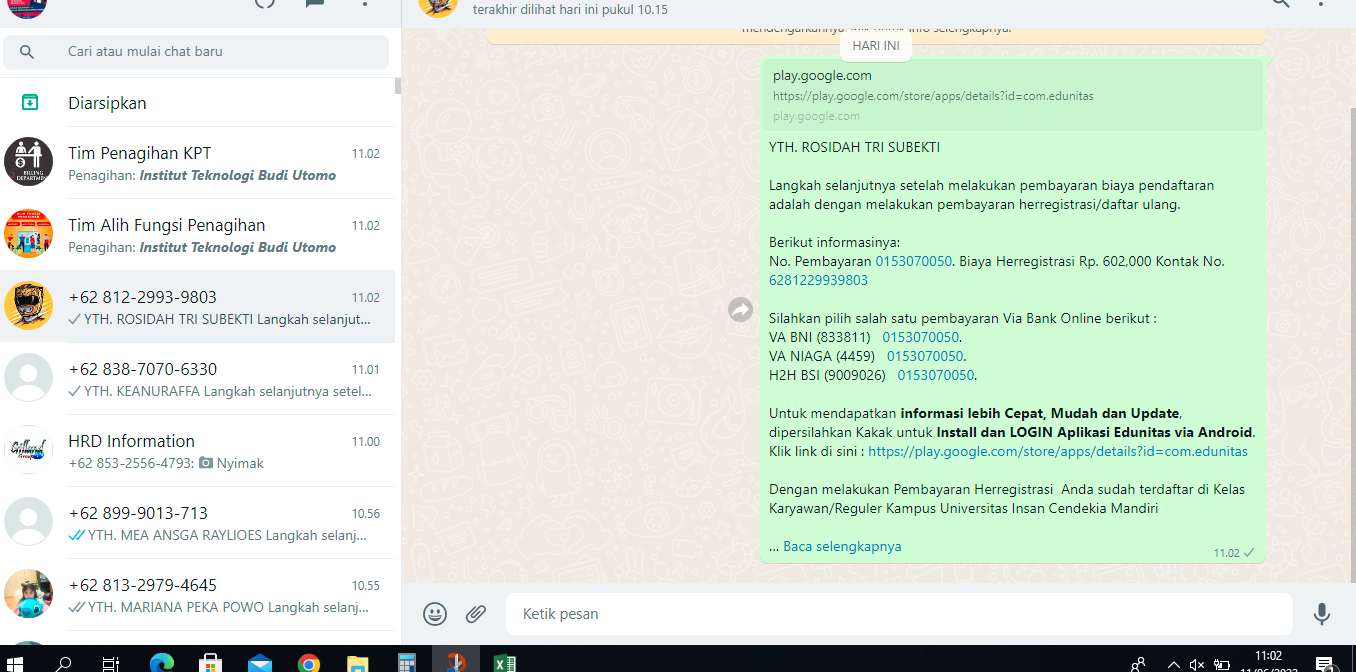 Cari atau mulai chat baru
Diarsipkan
Tim Penagihan KPT
11.02
Penagihan: Institut Teknologi Budi Utomo
Tim Alih Fungsi Penagihan
11.02
Penagihan: Institut Teknologi Budi Utomo
+62 812-2993-9803
11.02
YTH. ROSIDAH TRI SUBEKTI Langkah selanjut...
+62 838-7070-6330
11.01
YTH. KEANURAFFA Langkah selanjutnya setel...
HRD Information
11.00
+62 853-2556-4793: Nyimak
+62 899-9013-713
10.56
YTH. MEA ANSGA RAYLIOES Langkah selanj...
+62 813-2979-4645
10.55
YTH. MARIANA PEKA POWO Langkah selanj...
terakhir dilihat hari ini pukul 10.15
HARI INI
play.google.com
https://play.google.com/store/apps/details?id=com.edunitas
play.google.com
YTH. ROSIDAH TRI SUBEKTI
Langkah selanjutnya setelah melakukan pembayaran biaya pendaftaran
adalah dengan melakukan pembayaran herregistrasi/daftar ulang.
Berikut informasinya:
No. Pembayaran 0153070050. Biaya Herregistrasi Rp. 602,000 Kontak No.
6281229939803
Silahkan pilih salah satu pembayaran Via Bank Online berikut :
VA BNI (833811) 0153070050.
VA NIAGA (4459) 0153070050.
H2H BSI (9009026) 0153070050.
Untuk mendapatkan informasi lebih Cepat, Mudah dan Update,
dipersilahkan Kakak untuk Install dan LOGIN Aplikasi Edunitas via Android.
Klik link di sini : https://play.google.com/store/apps/details?id=com.edunitas
Dengan melakukan Pembayaran Herregistrasi Anda sudah terdaftar di Kelas
Karyawan/Reguler Kampus Universitas Insan Cendekia Mandiri
... Baca selengkapnya
11.02
Ketik pesan
11:02